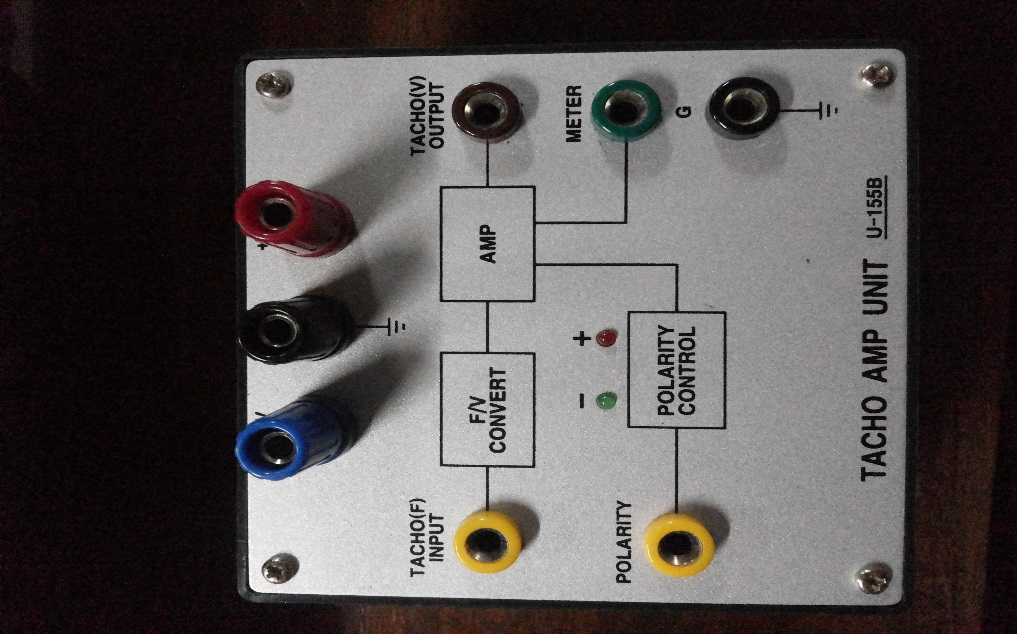 TACHO(F)
INPUT
F/V
CONVERT
AMP
TACHO(V)
OUTPUT
- +
METER
POLARITY
POLARITY
CONTROL
G
TACHO AMP UNIT U-155B